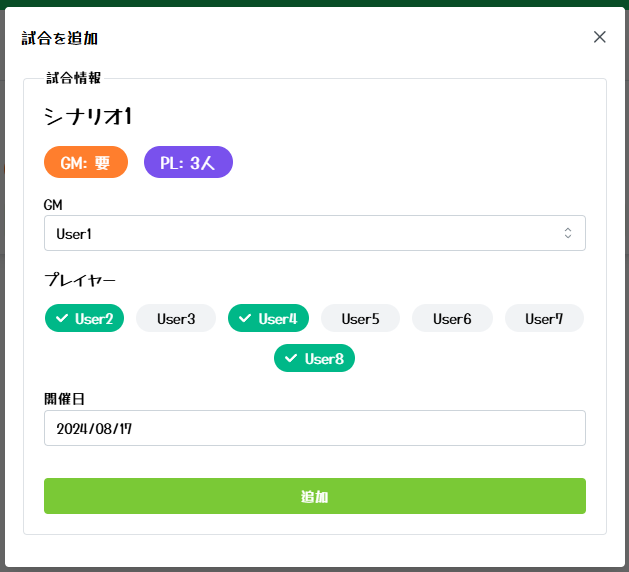 試合を追加
試合情報
シナリオ1
GM: 要 PL: 3人
GM
User1
プレイヤー
User2 User3 User4 User5 User6 User7
User8
開催日
2024/08/17
追加